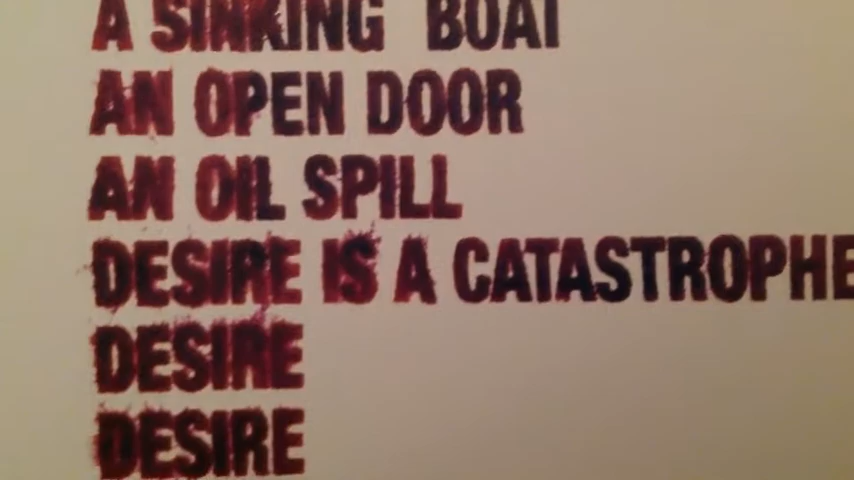 A SINKING BOAT
AN OPEN DOOR
AN OIL SPILL
DESIRE IS A CATASTROPHE
DESIRE
DESIRE